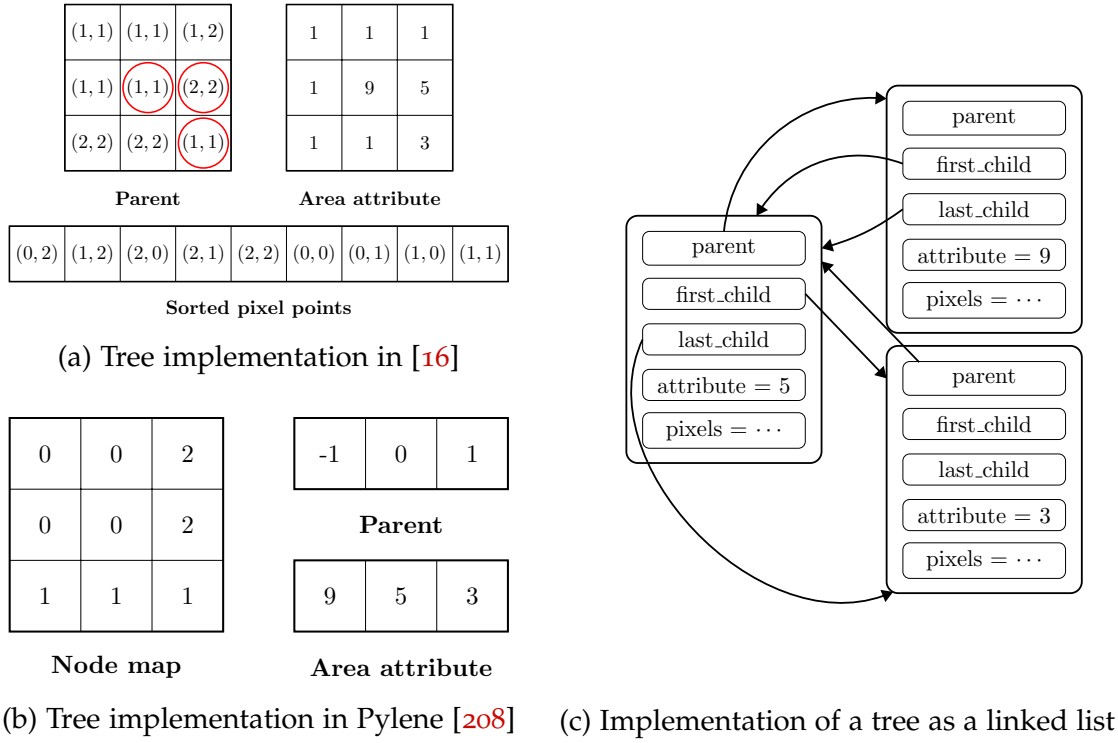 (1, 1) (1, 1) (1, 2)
(1, 1) (1, 1) (2, 2)
(2, 2) (2, 2) (1, 1)
Parent
1 1 1
1 9 5
1 1 3
Area attribute
(0, 2) (1, 2) (2, 0) (2, 1) (2, 2) (0, 0) (0, 1) (1, 0) (1, 1)
Sorted pixel points
(a) Tree implementation in [16]
0 0 2
0 0 2
1 1 1
Node map
-1 0 1
Parent
9 5 3
Area attribute
(b) Tree implementation in Pylene [208]
parent
first_child
last_child
attribute = 5
pixels = ···
parent
first_child
last_child
attribute = 9
pixels = ···
parent
first_child
last_child
attribute = 3
pixels = ···
(c) Implementation of a tree as a linked list